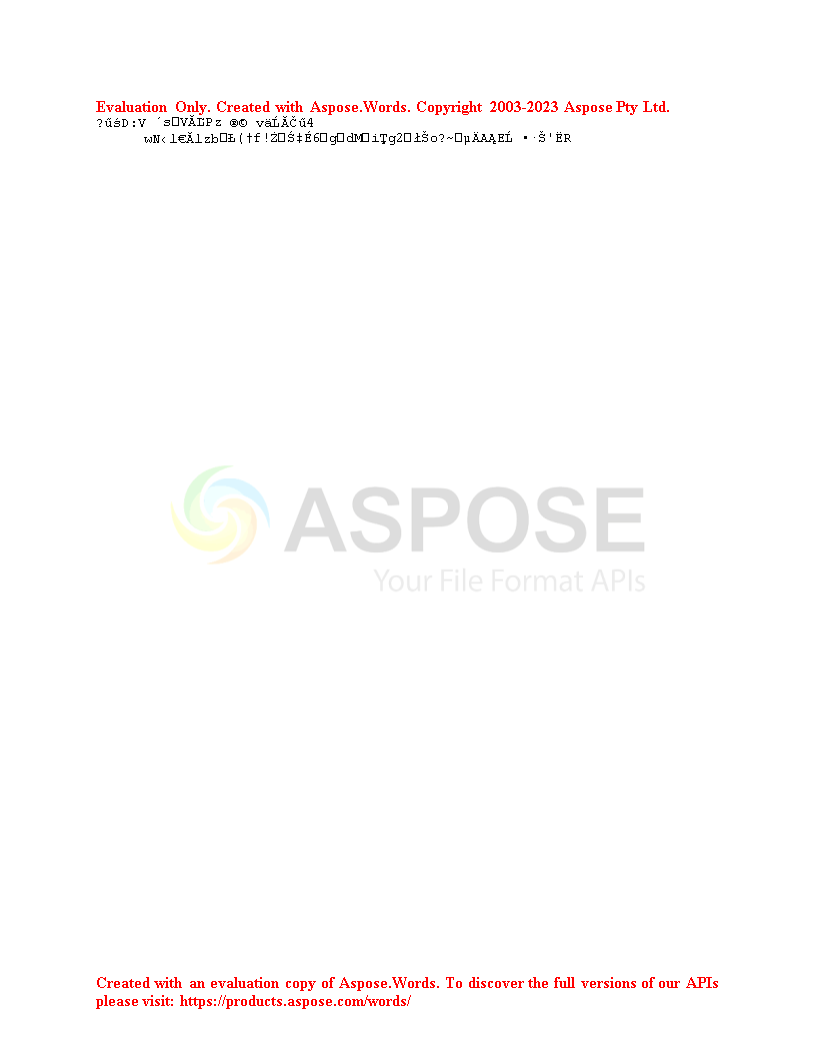 Evaluation Only. Created with Aspose.Words. Copyright 2003-2023 Aspose Pty Ltd.
?űśD:V ´s□VĂĽPz ®© väĹĂČű4
wN‹l€Ălzb□Ł(†f!Ż□Ś‡É6□g□dM□iŢg2□łŠo?~□µÄAĄEĹ •·Š'ËR
ASPOSE
Your File Format APIs
Created with an evaluation copy of Aspose.Words. To discover the full versions of our APIs
please visit: https://products.aspose.com/words/